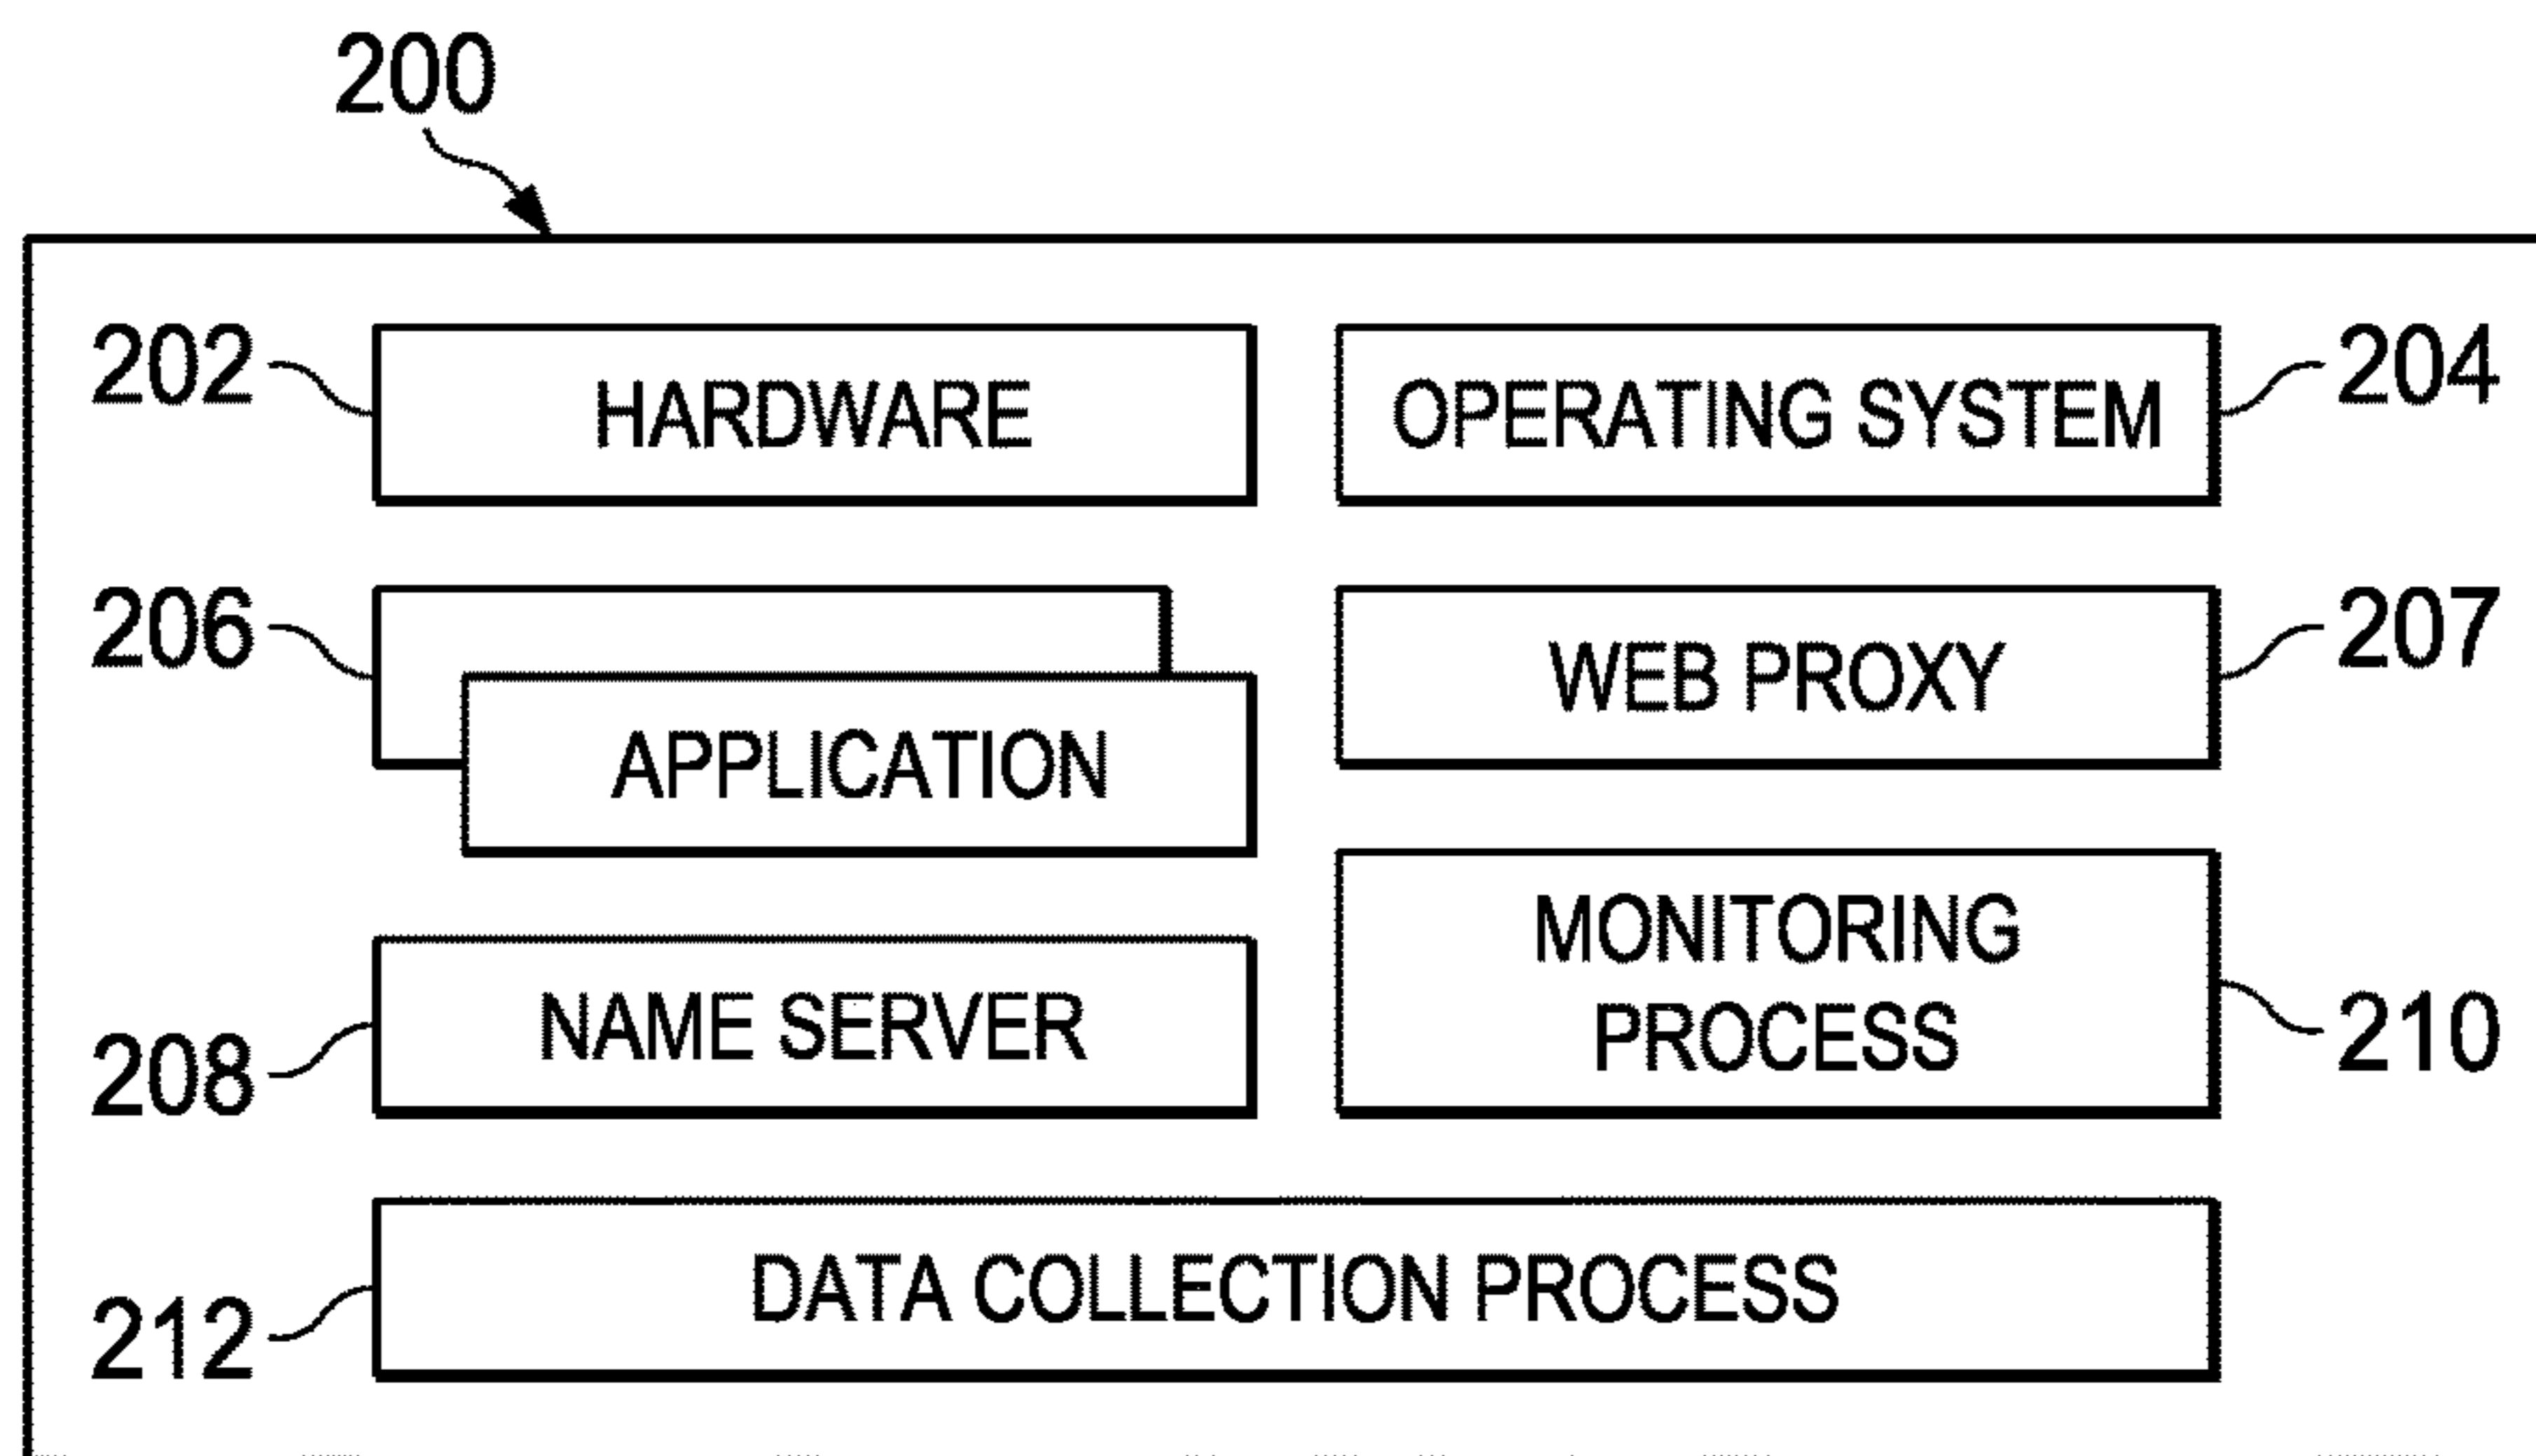 200
202 HARDWARE OPERATING SYSTEM 204
206 APPLICATION WEB PROXY 207
208 NAME SERVER MONITORING
PROCESS 210
212 DATA COLLECTION PROCESS